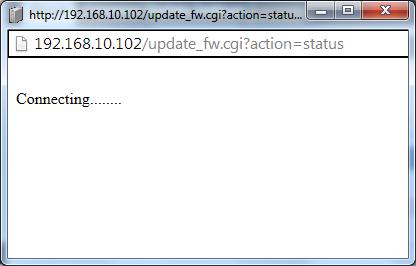 http://192.168.10.102/update_fw.cgi?action=statu...
192.168.10.102/update_fw.cgi?action=status
Connecting........